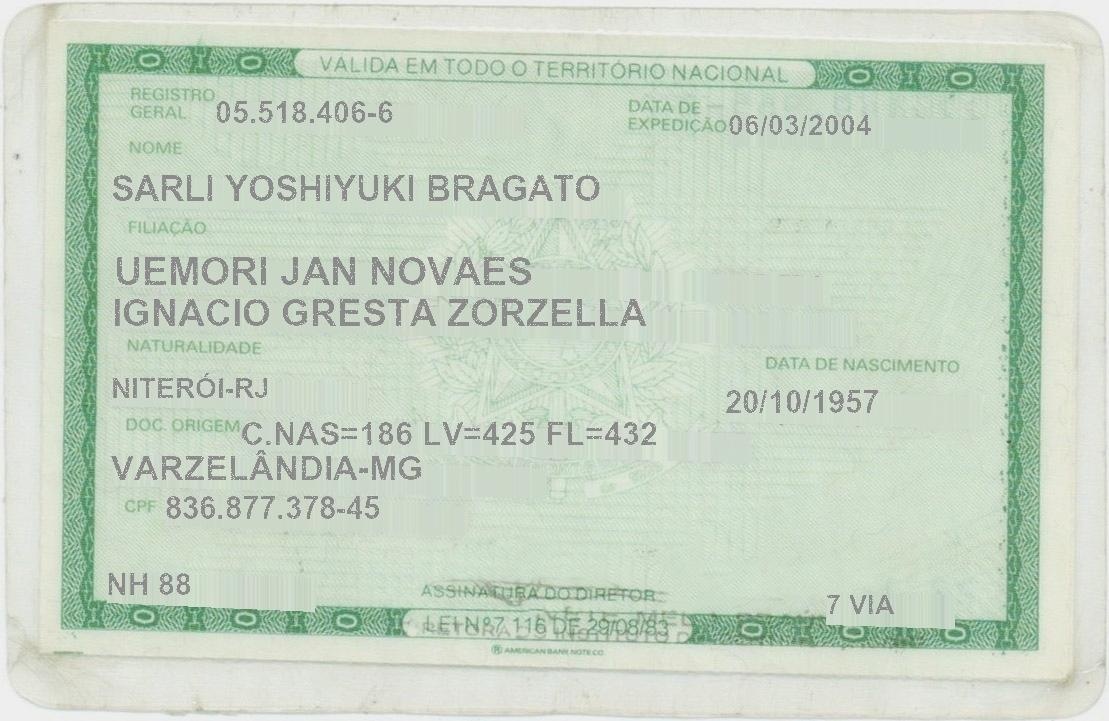 VALIDA EM TODO O TERRITÓRIO NACIONAL
REGISTRO GERAL 05.518.406-6
DATA DE EXPEDIÇÃO 06/03/2004
NOME
SARLI YOSHIYUKI BRAGATO
FILIAÇÃO
UEMORI JAN NOVAES
IGNACIO GRESTA ZORZELLA
NATURALIDADE
DATA DE NASCIMENTO
NITERÓI-RJ
20/10/1957
DOC. ORIGEM C.NAS=186 LV=425 FL=432
VARZELÂNDIA-MG
CPF 836.877.378-45
NH 88
ASSINATURA DO DIRETOR
7 VIA
LEI Nº 7.116 DE 29/08/83
AMERICAN BANK NOTE CO.